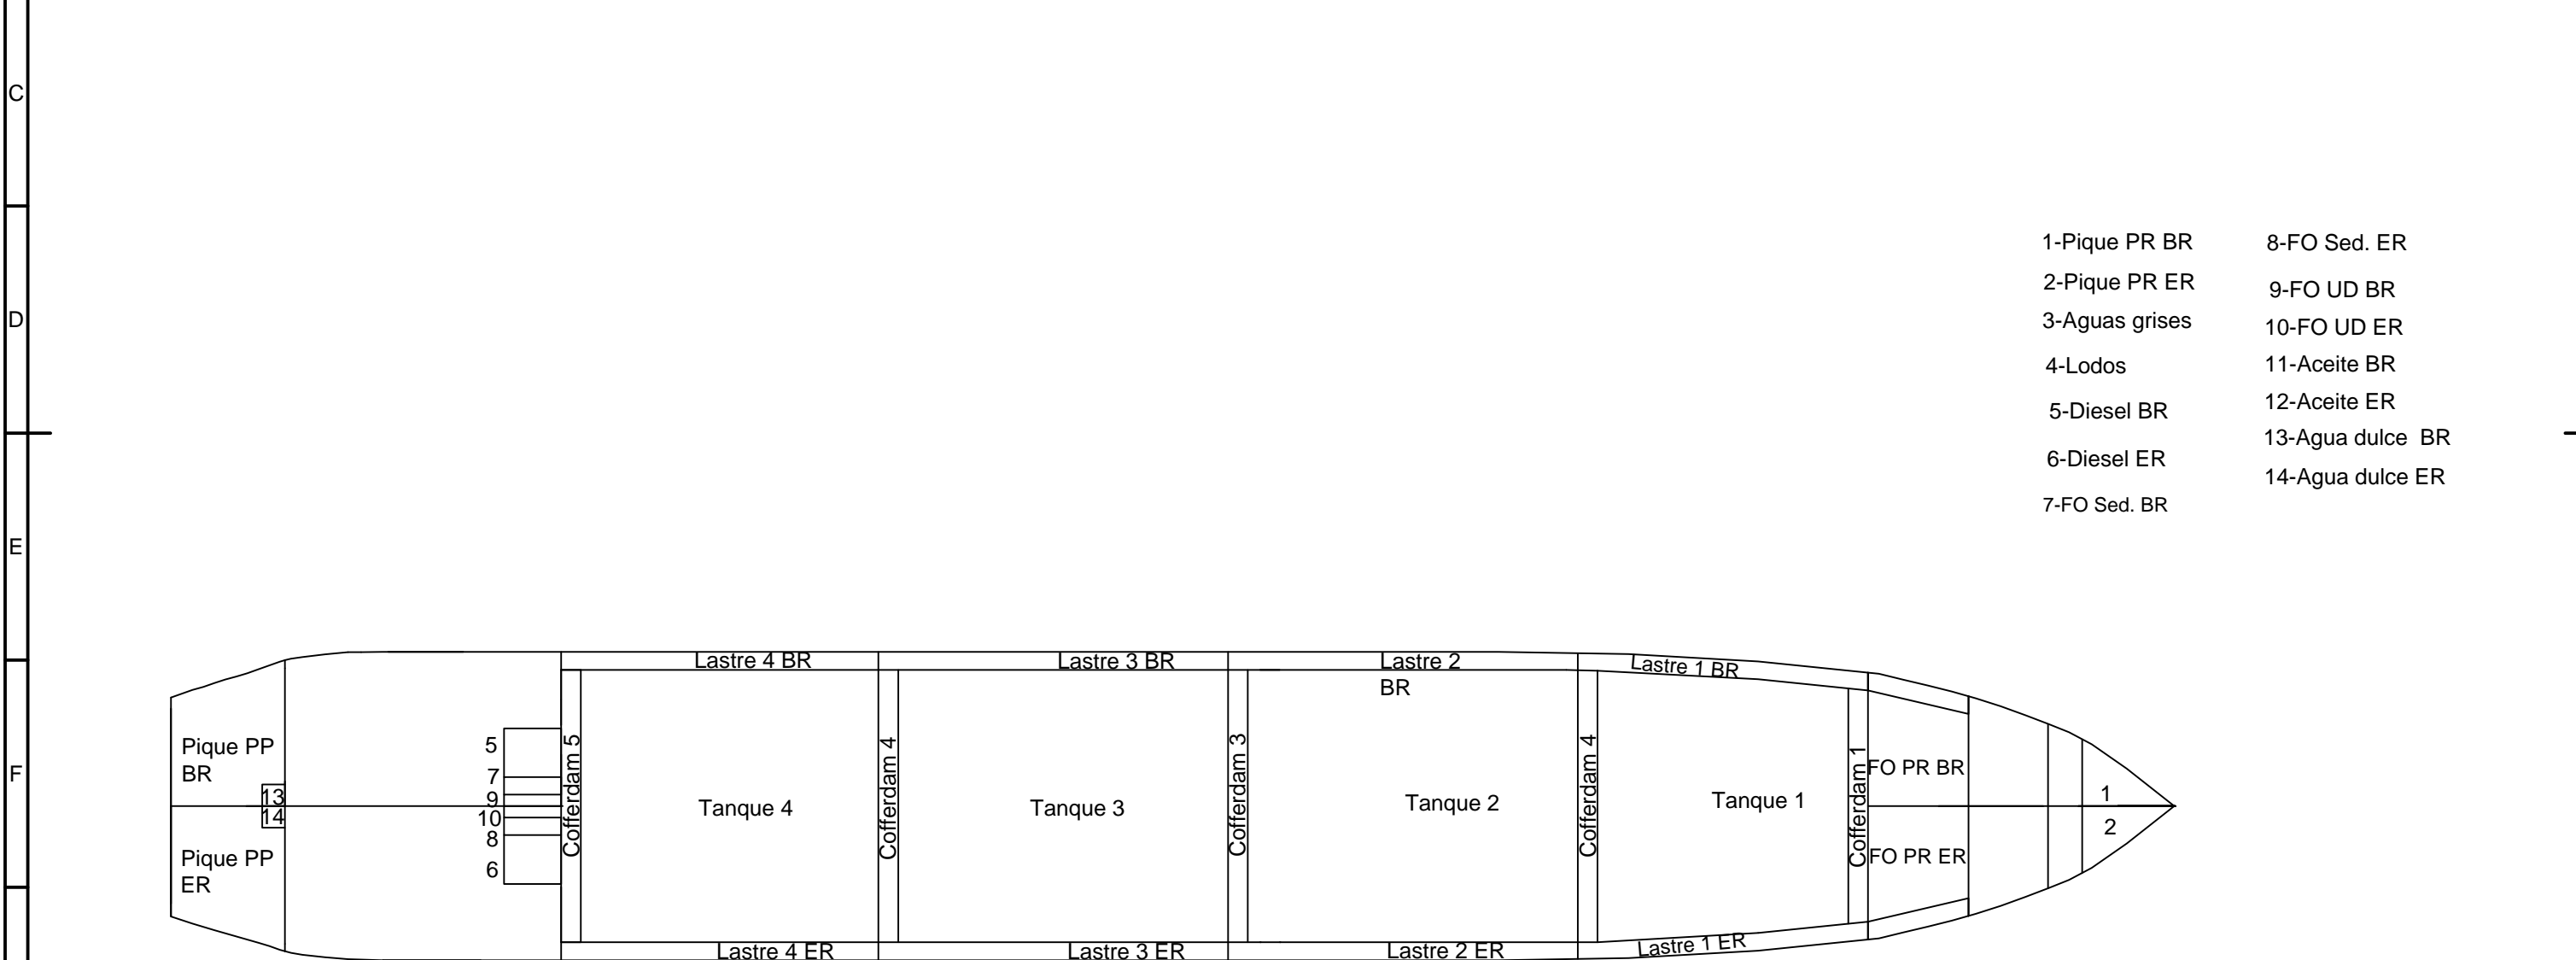 C
D
E
F
1-Pique PR BR
2-Pique PR ER
3-Aguas grises
4-Lodos
5-Diesel BR
6-Diesel ER
7-FO Sed. BR
8-FO Sed. ER
9-FO UD BR
10-FO UD ER
11-Aceite BR
12-Aceite ER
13-Agua dulce BR
14-Agua dulce ER
Lastre 4 BR
Lastre 3 BR
Lastre 2
BR
Lastre 1 BR
Pique PP
BR
13
14
Pique PP
ER
5
7
9
10
8
6
Cofferdam 5
Tanque 4
Cofferdam 4
Tanque 3
Cofferdam 3
Tanque 2
Cofferdam 4
Tanque 1
Cofferdam 1
FO PR BR
FO PR ER
1
2
Lastre 4 ER
Lastre 3 ER
Lastre 2 ER
Lastre 1 ER